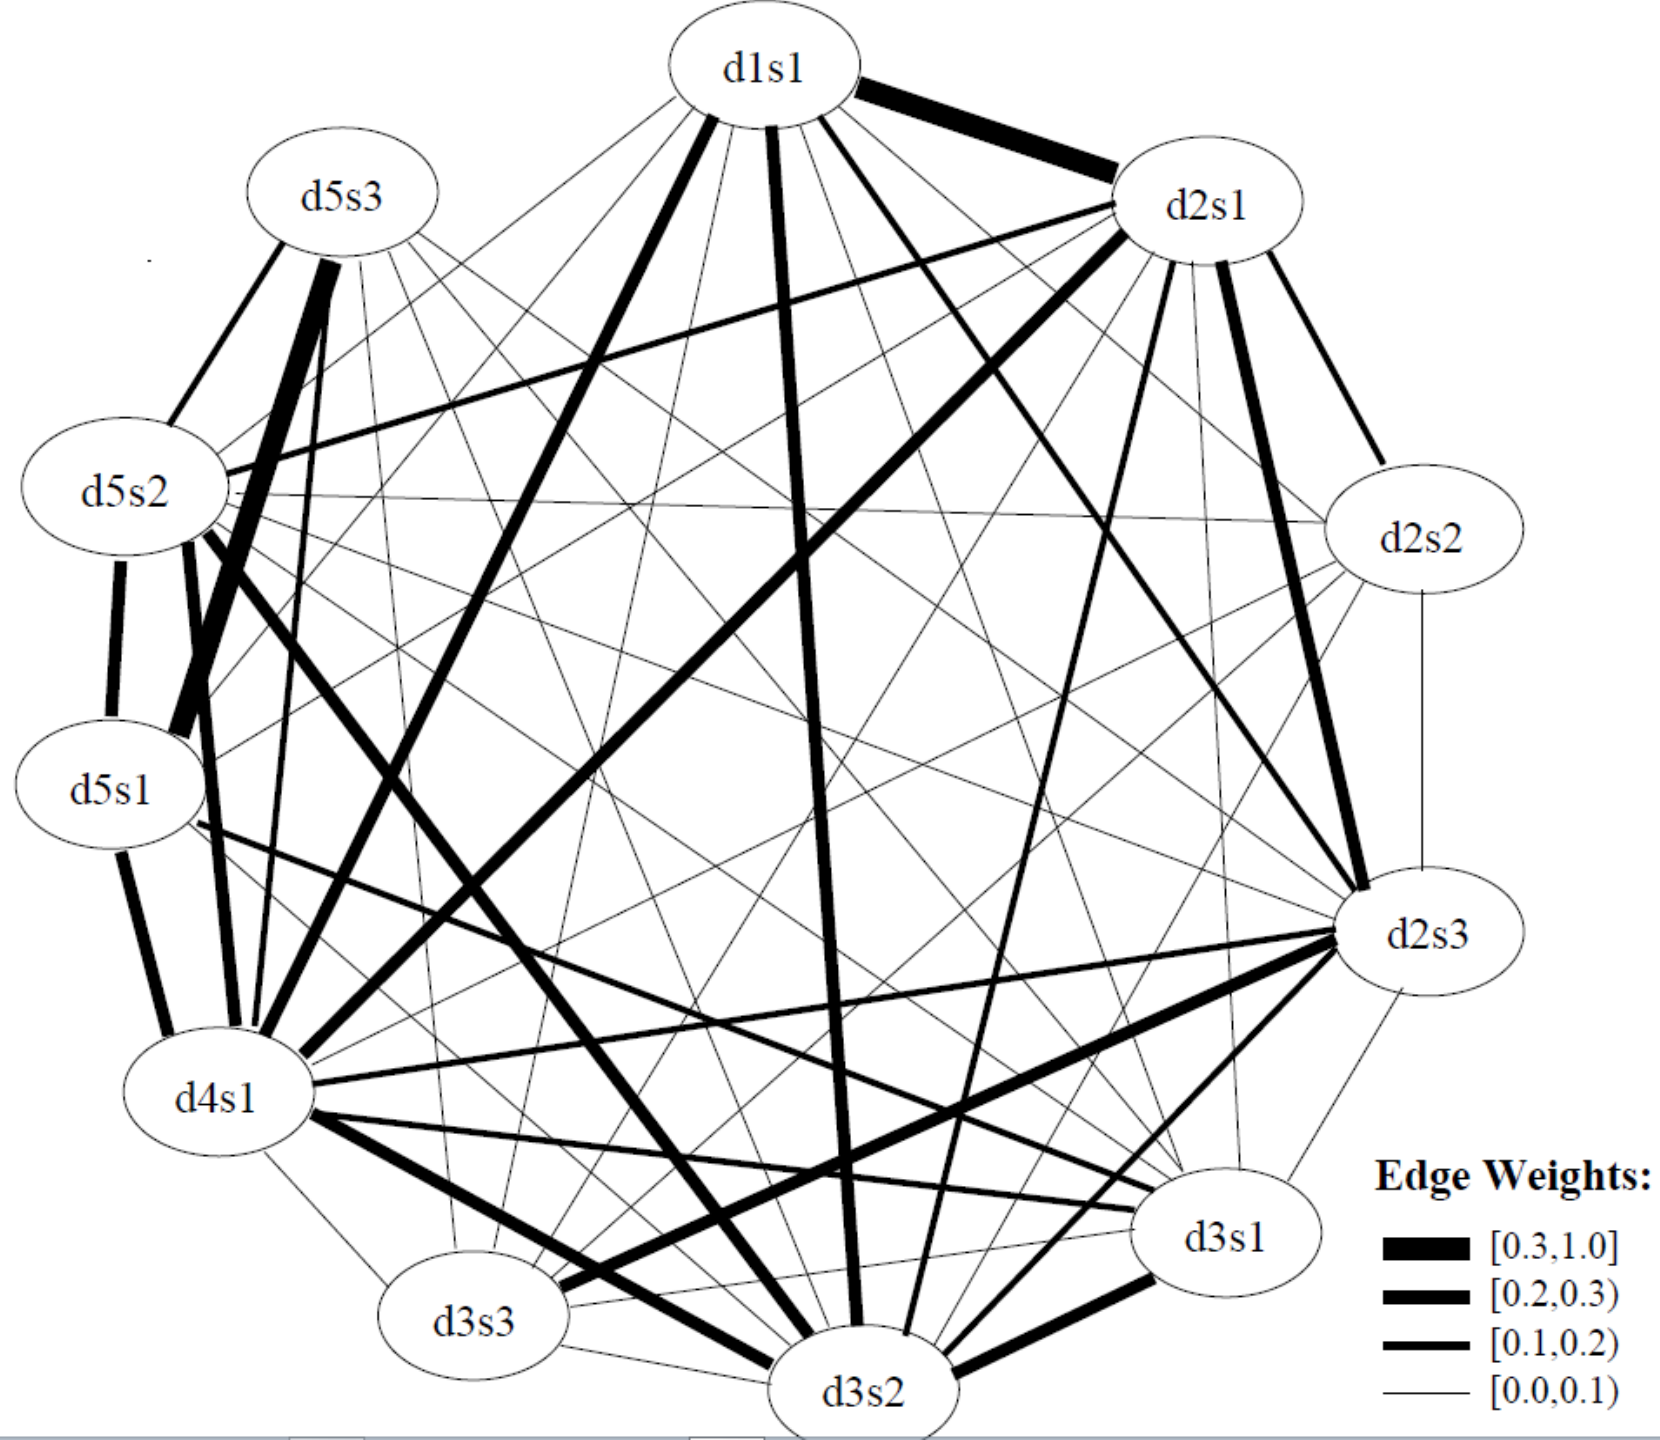 d1s1
d5s3
d2s1
d5s2
d2s2
d5s1
d2s3
d4s1
d3s1
d3s3
d3s2
Edge Weights:
[0.3,1.0]
[0.2,0.3)
[0.1,0.2)
[0.0,0.1)